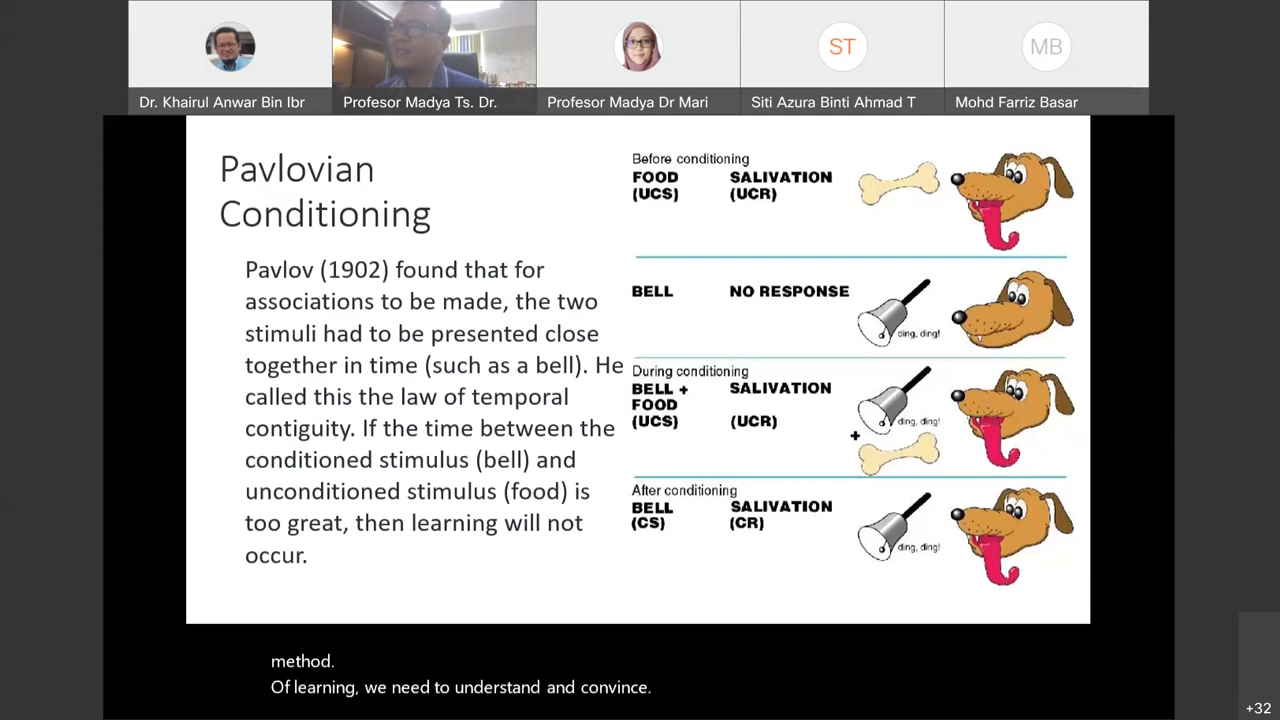 ST
MB
Dr. Khairul Anwar Bin Ibr
Profesor Madya Ts. Dr.
Profesor Madya Dr Mari
Siti Azura Binti Ahmad T
Mohd Farriz Basar
Pavlovian
Conditioning
Pavlov (1902) found that for
associations to be made, the two
stimuli had to be presented close
together in time (such as a bell). He
called this the law of temporal
contiguity. If the time between the
conditioned stimulus (bell) and
unconditioned stimulus (food) is
too great, then learning will not
occur.
Before conditioning
FOOD SALIVATION
(UCS) (UCR)
BELL NO RESPONSE
ding, ding!
During conditioning
BELL + SALIVATION
FOOD
(UCS) (UCR)
ding, ding!
+
After conditioning
BELL SALIVATION
(CS) (CR)
ding, ding!
method.
Of learning, we need to understand and convince.
+32